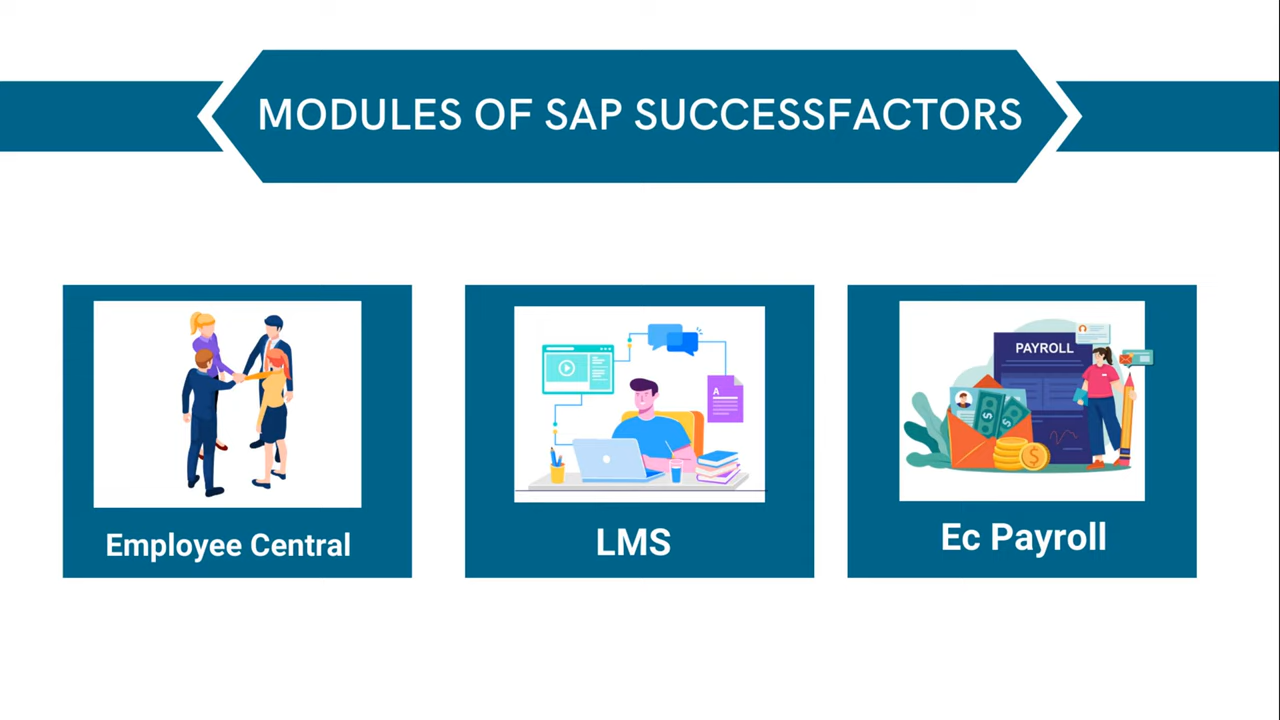 MODULES OF SAP SUCCESSFACTORS
PAYROLL
A
Employee Central
LMS
Ec Payroll